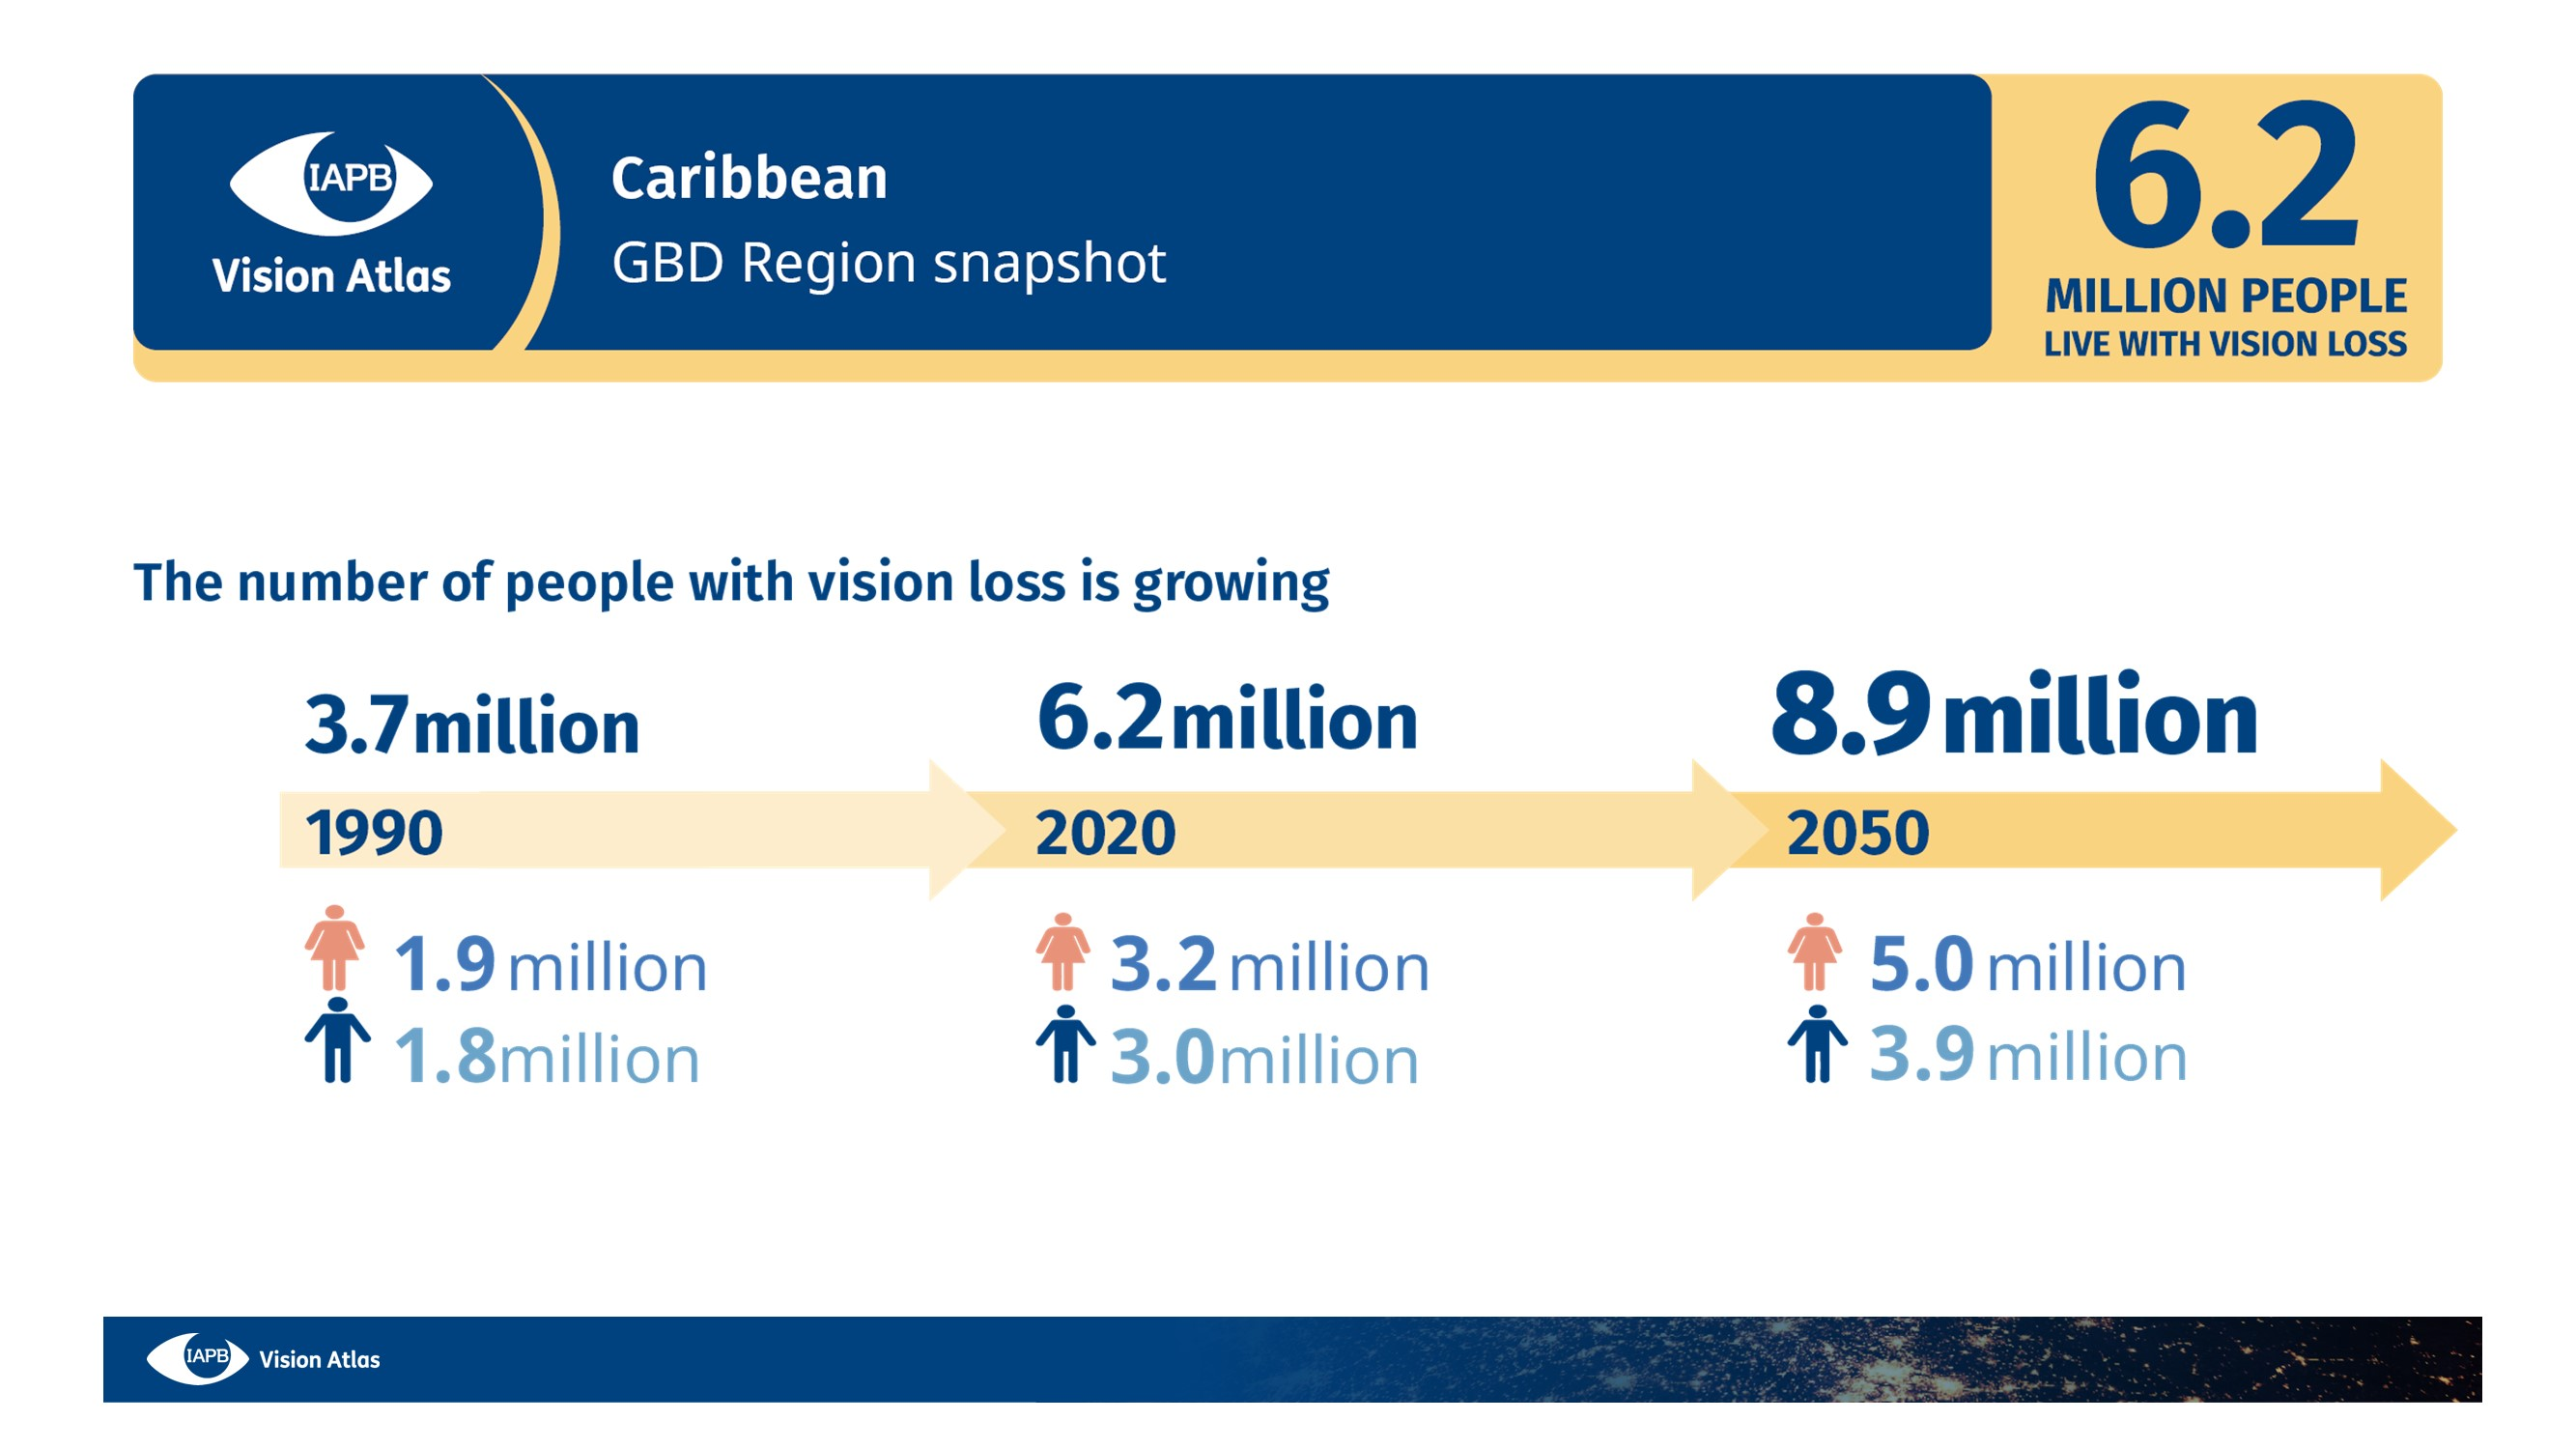 IAPB
Vision Atlas
Caribbean
GBD Region snapshot
6.2
MILLION PEOPLE
LIVE WITH VISION LOSS
The number of people with vision loss is growing
3.7million
6.2million
8.9million
1990
2020
2050
1.9 million
3.2 million
5.0 million
1.8million
3.0million
3.9 million
IAPB Vision Atlas